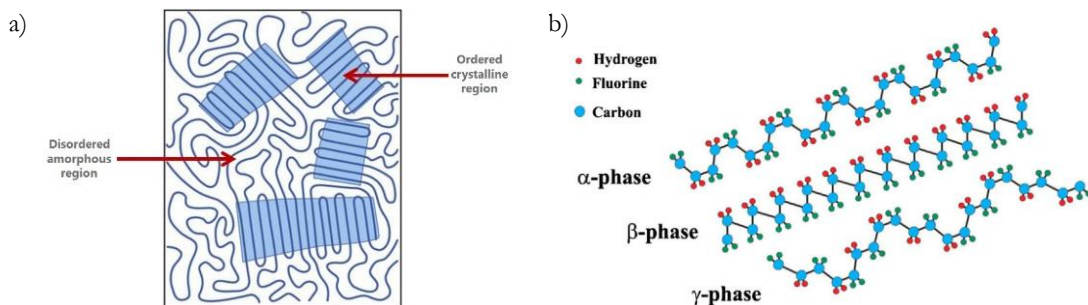 a)
Ordered
crystalline
region
Disordered
amorphous
region
b)
Hydrogen
Fluorine
Carbon
α-phase
β-phase
γ-phase